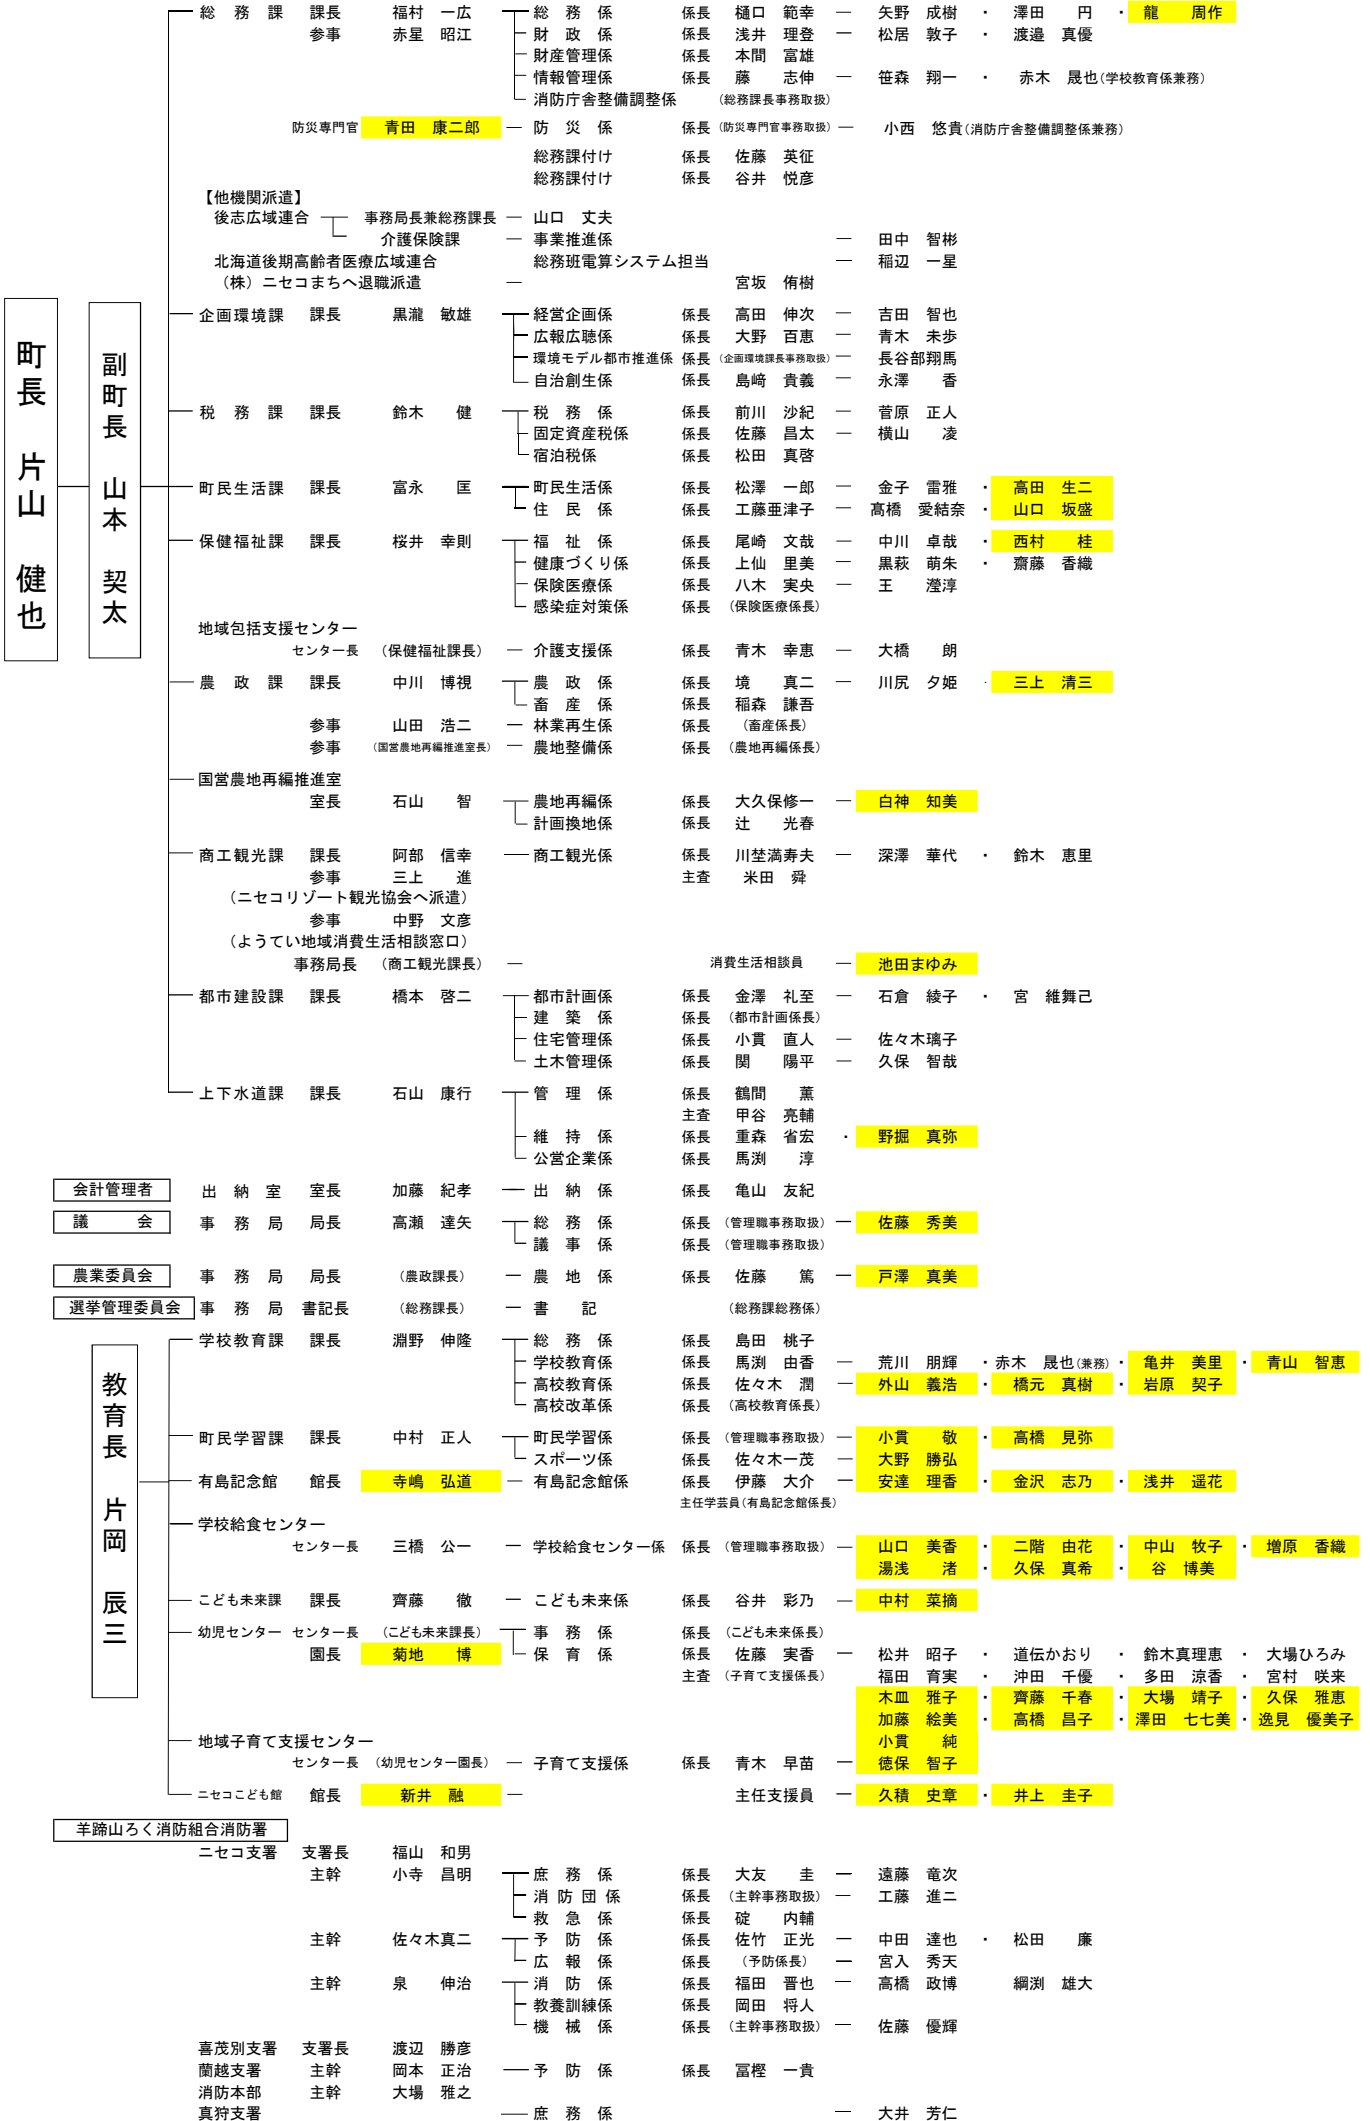 総務課 課長 福村 一広 総務係 係長 樋口 範幸 ― 矢野 成樹 ・ 澤田 円 ・ 龍 周作
参事 赤星 昭江 財政係 係長 浅井 理登 ― 松居 敦子 ・ 渡邉 真優
財産管理係 係長 本間 富雄
情報管理係 係長 藤 志伸 ― 笹森 翔一 ・ 赤木 晟也(学校教育係兼務)
消防庁舎整備調整係 (総務課長事務取扱)
防災専門官 青田 康二郎 ― 防災係 係長 (防災専門官事務取扱) ― 小西 悠貴(消防庁舎整備調整係兼務)
総務課付け 係長 佐藤 英征
総務課付け 係長 谷井 悦彦
【他機関派遣】
後志広域連合 事務局長兼総務課長 ― 山口 丈夫
介護保険課 ― 事業推進係 ― 田中 智彬
北海道後期高齢者医療広域連合 総務班電算システム担当 ― 稲辺 一星
(株)ニセコまちへ退職派遣 ― 宮坂 侑樹
町長 片山 健也
副町長 山本 契太
企画環境課 課長 黒瀧 敏雄 経営企画係 係長 高田 伸次 ― 吉田 智也
広報広聴係 係長 大野 百恵 ― 青木 未歩
環境モデル都市推進係 係長 (企画環境課長事務取扱) ― 長谷部翔馬
自治創生係 係長 島﨑 貴義 ― 永澤 香
税務課 課長 鈴木 健 税務係 係長 前川 沙紀 ― 菅原 正人
固定資産税係 係長 佐藤 昌太 ― 横山 凌
宿泊税係 係長 松田 真啓
町民生活課 課長 富永 匡 町民生活係 係長 松澤 一郎 ― 金子 雷雅 ・ 高田 生二
住民係 係長 工藤亜津子 ― 髙橋 愛結奈 ・ 山口 坂盛
保健福祉課 課長 桜井 幸則 福祉係 係長 尾崎 文哉 ― 中川 卓哉 ・ 西村 桂
健康づくり係 係長 上仙 里美 ― 黒萩 萌朱 ・ 齋藤 香織
保険医療係 係長 八木 実央 ― 王 瀅淳
感染症対策係 係長 (保険医療係長)
地域包括支援センター
センター長 (保健福祉課長) ― 介護支援係 係長 青木 幸恵 ― 大橋 朗
農政課 課長 中川 博視 農政係 係長 境 真二 ― 川尻 夕姫 ・ 三上 清三
畜産係 係長 稲森 謙吾
参事 山田 浩二 ― 林業再生係 係長 (畜産係長)
参事 (国営農地再編推進室長) ― 農地整備係 係長 (農地再編係長)
国営農地再編推進室
室長 石山 智 農地再編係 係長 大久保修一 ― 白神 知美
計画換地係 係長 辻 光春
商工観光課 課長 阿部 信幸 ― 商工観光係 係長 川埜満寿夫 ― 深澤 華代 ・ 鈴木 恵里
参事 三上 進 主査 米田 舜
(ニセコリゾート観光協会へ派遣)
参事 中野 文彦
(ようてい地域消費生活相談窓口)
事務局長 (商工観光課長) ― 消費生活相談員 ― 池田まゆみ
都市建設課 課長 橋本 啓二 都市計画係 係長 金澤 礼至 ― 石倉 綾子 ・ 宮 維舞己
建築係 係長 (都市計画係長)
住宅管理係 係長 小貫 直人 ― 佐々木璃子
土木管理係 係長 関 陽平 ― 久保 智哉
上下水道課 課長 石山 康行 管理係 係長 鶴間 薫
主査 甲谷 亮輔
維持係 係長 重森 省宏 ・ 野掘 真弥
公営企業係 係長 馬渕 淳
会計管理者 出納室 室長 加藤 紀孝 ― 出納係 係長 亀山 友紀
議会 事務局 局長 高瀬 達矢 総務係 係長 (管理職事務取扱) ― 佐藤 秀美
議事係 係長 (管理職事務取扱)
農業委員会 事務局 局長 (農政課長) ― 農地係 係長 佐藤 篤 ― 戸澤 真美
選挙管理委員会 事務局 書記長 (総務課長) ― 書記 (総務課総務係)
教育長 片岡 辰三
学校教育課 課長 淵野 伸隆 総務係 係長 島田 桃子
学校教育係 係長 馬渕 由香 ― 荒川 朋輝 ・ 赤木 晟也(兼務) ・ 亀井 美里 ・ 青山 智恵
高校教育係 係長 佐々木 潤 ― 外山 義浩 ・ 橋元 真樹 ・ 岩原 契子
高校改革係 係長 (高校教育係長)
町民学習課 課長 中村 正人 町民学習係 係長 (管理職事務取扱) ― 小貫 敬 ・ 高橋 見弥
スポーツ係 係長 佐々木一茂 ― 大野 勝弘
有島記念館 館長 寺嶋 弘道 ― 有島記念館係 係長 伊藤 大介 ― 安達 理香 ・ 金沢 志乃 ・ 浅井 遥花
主任学芸員(有島記念館係長)
学校給食センター
センター長 三橋 公一 ― 学校給食センター係 係長 (管理職事務取扱) ― 山口 美香 ・ 二階 由花 ・ 中山 牧子 ・ 増原 香織
湯浅 渚 ・ 久保 真希 ・ 谷 博美
こども未来課 課長 齊藤 徹 ― こども未来係 係長 谷井 彩乃 ― 中村 菜摘
幼児センター センター長 (こども未来課長) 事務係 係長 (こども未来係長)
園長 菊地 博 保育係 係長 佐藤 実香 ― 松井 昭子 ・ 道伝かおり ・ 鈴木真理恵 ・ 大場ひろみ
主査 (子育て支援係長) 福田 育実 ・ 沖田 千優 ・ 多田 涼香 ・ 宮村 咲来
木皿 雅子 ・ 齊藤 千春 ・ 大場 靖子 ・ 久保 雅恵
加藤 絵美 ・ 高橋 昌子 ・ 澤田 七七美 ・ 逸見 優美子
地域子育て支援センター 小貫 純
センター長 (幼児センター園長) ― 子育て支援係 係長 青木 早苗 ― 徳保 智子
ニセコこども館 館長 新井 融 ― 主任支援員 ― 久積 史章 ・ 井上 圭子
羊蹄山ろく消防組合消防署
ニセコ支署 支署長 福山 和男
主幹 小寺 昌明 庶務係 係長 大友 圭 ― 遠藤 竜次
消防団係 係長 (主幹事務取扱) ― 工藤 進二
救急係 係長 碇 内輔
主幹 佐々木真二 予防係 係長 佐竹 正光 ― 中田 達也 ・ 松田 廉
広報係 係長 (予防係長) ― 宮入 秀天
主幹 泉 伸治 消防係 係長 福田 晋也 ― 高橋 政博 綱渕 雄大
教養訓練係 係長 岡田 将人
機械係 係長 (主幹事務取扱) ― 佐藤 優輝
喜茂別支署 支署長 渡辺 勝彦
蘭越支署 主幹 岡本 正治 ― 予防係 係長 冨樫 一貴
消防本部 主幹 大場 雅之
真狩支署 ― 庶務係 ― 大井 芳仁